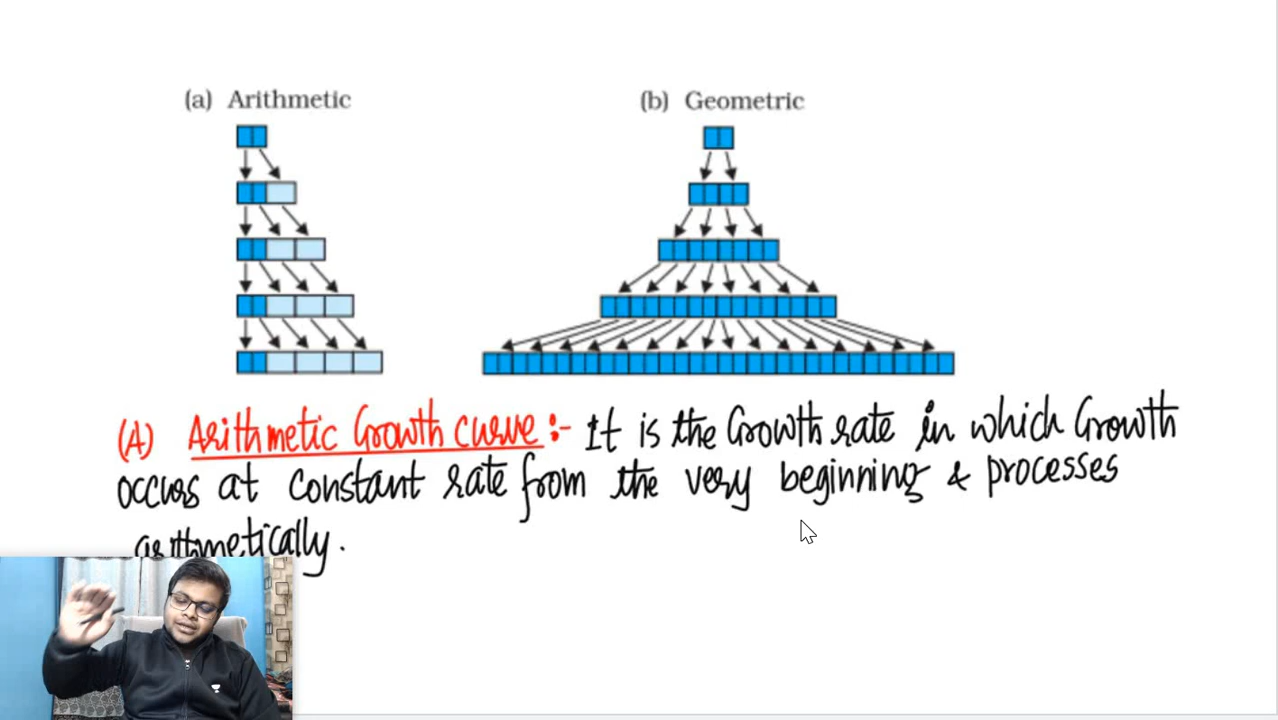 (a) Arithmetic
(b) Geometric
(A) Arithmetic Growth curve :- It is the Growth rate in which Growth
occurs at constant rate from the very beginning & processes
arithmetically.